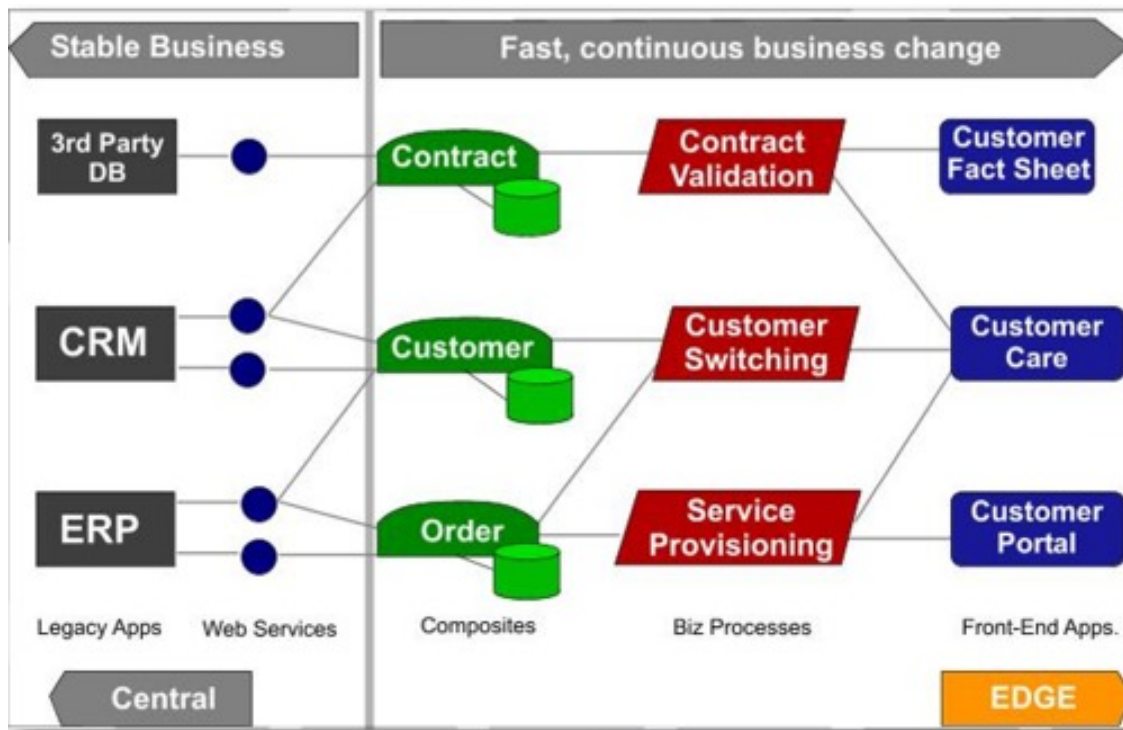 Stable Business
Fast, continuous business change
3rd Party
DB
Contract
Contract
Validation
Customer
Fact Sheet
CRM
Customer
Customer
Switching
Customer
Care
ERP
Order
Service
Provisioning
Customer
Portal
Legacy Apps
Web Services
Composites
Biz Processes
Front-End Apps.
Central
EDGE